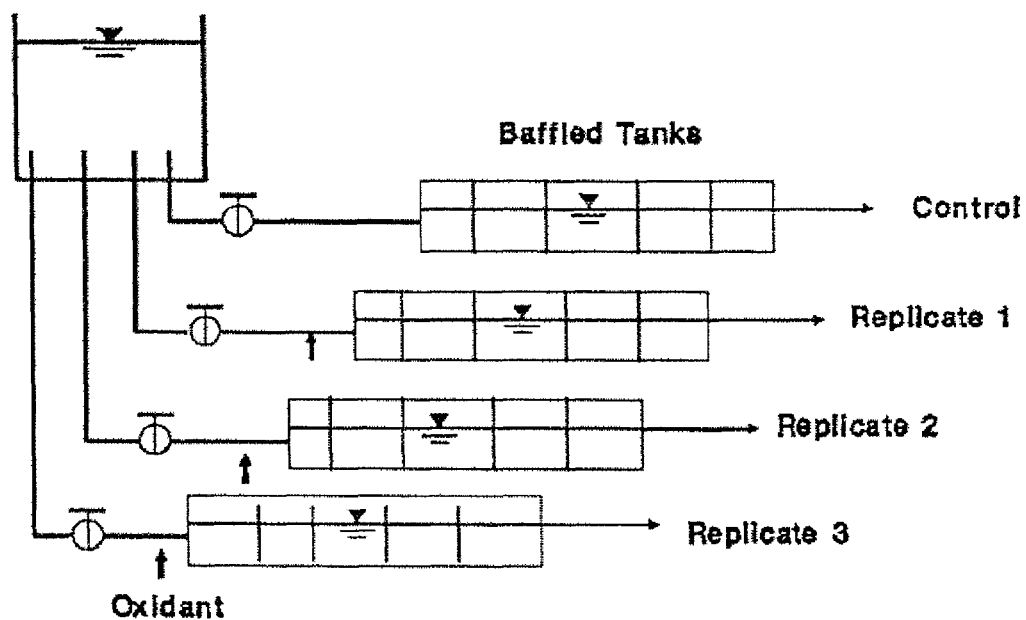 Baffled Tanks
Control
Replicate 1
Replicate 2
Replicate 3
Oxidant